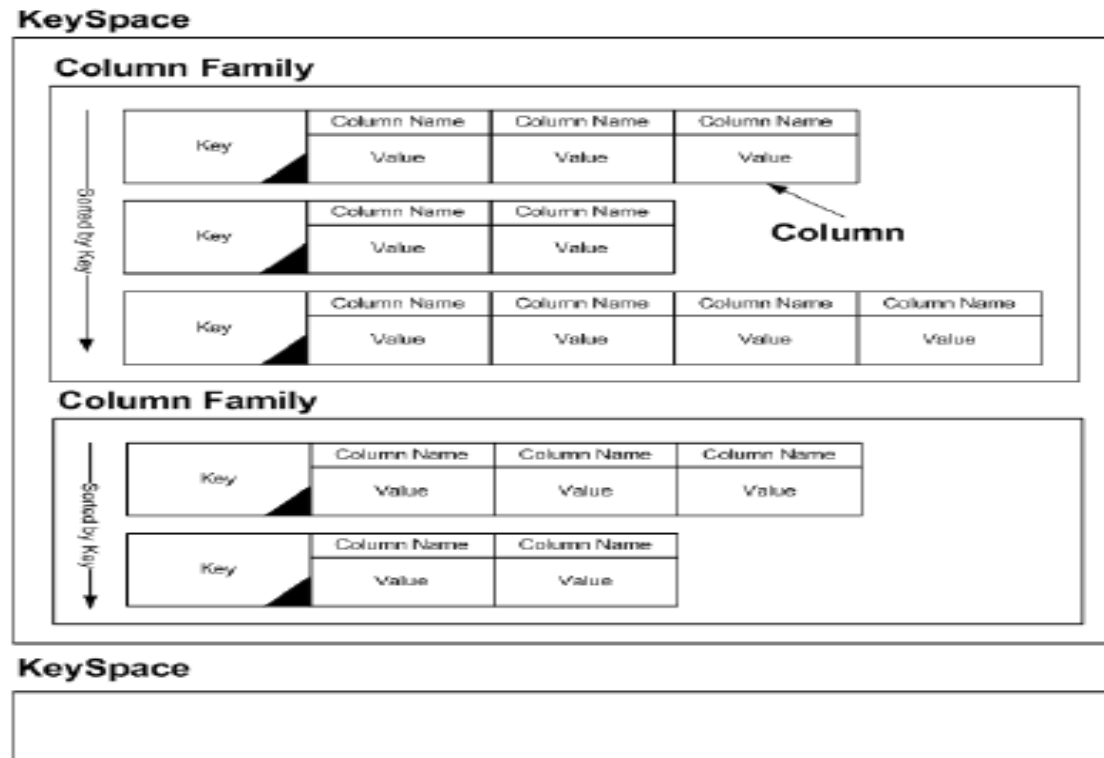 KeySpace
Column Family
Sorted by Key
Column Name Column Name Column Name
Key Value Value Value
Column
Column Name Column Name
Key Value Value
Column Name Column Name Column Name Column Name
Key Value Value Value Value
Column Family
Sorted by Key
Column Name Column Name Column Name
Key Value Value Value
Column Name Column Name
Key Value Value
KeySpace